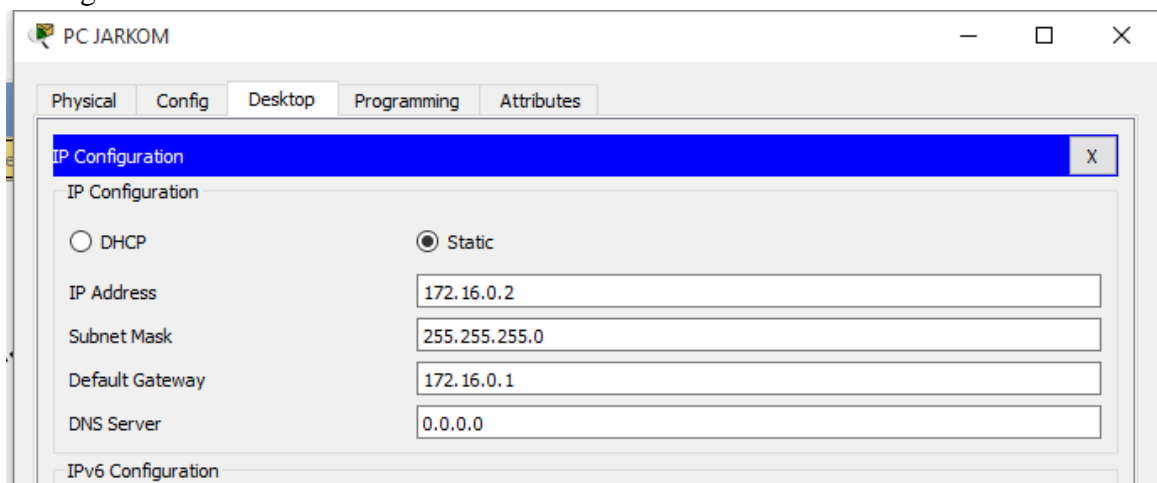 PC JARKOM
Physical Config Desktop Programming Attributes
IP Configuration X
IP Configuration
DHCP Static
IP Address 172.16.0.2
Subnet Mask 255.255.255.0
Default Gateway 172.16.0.1
DNS Server 0.0.0.0
IPv6 Configuration